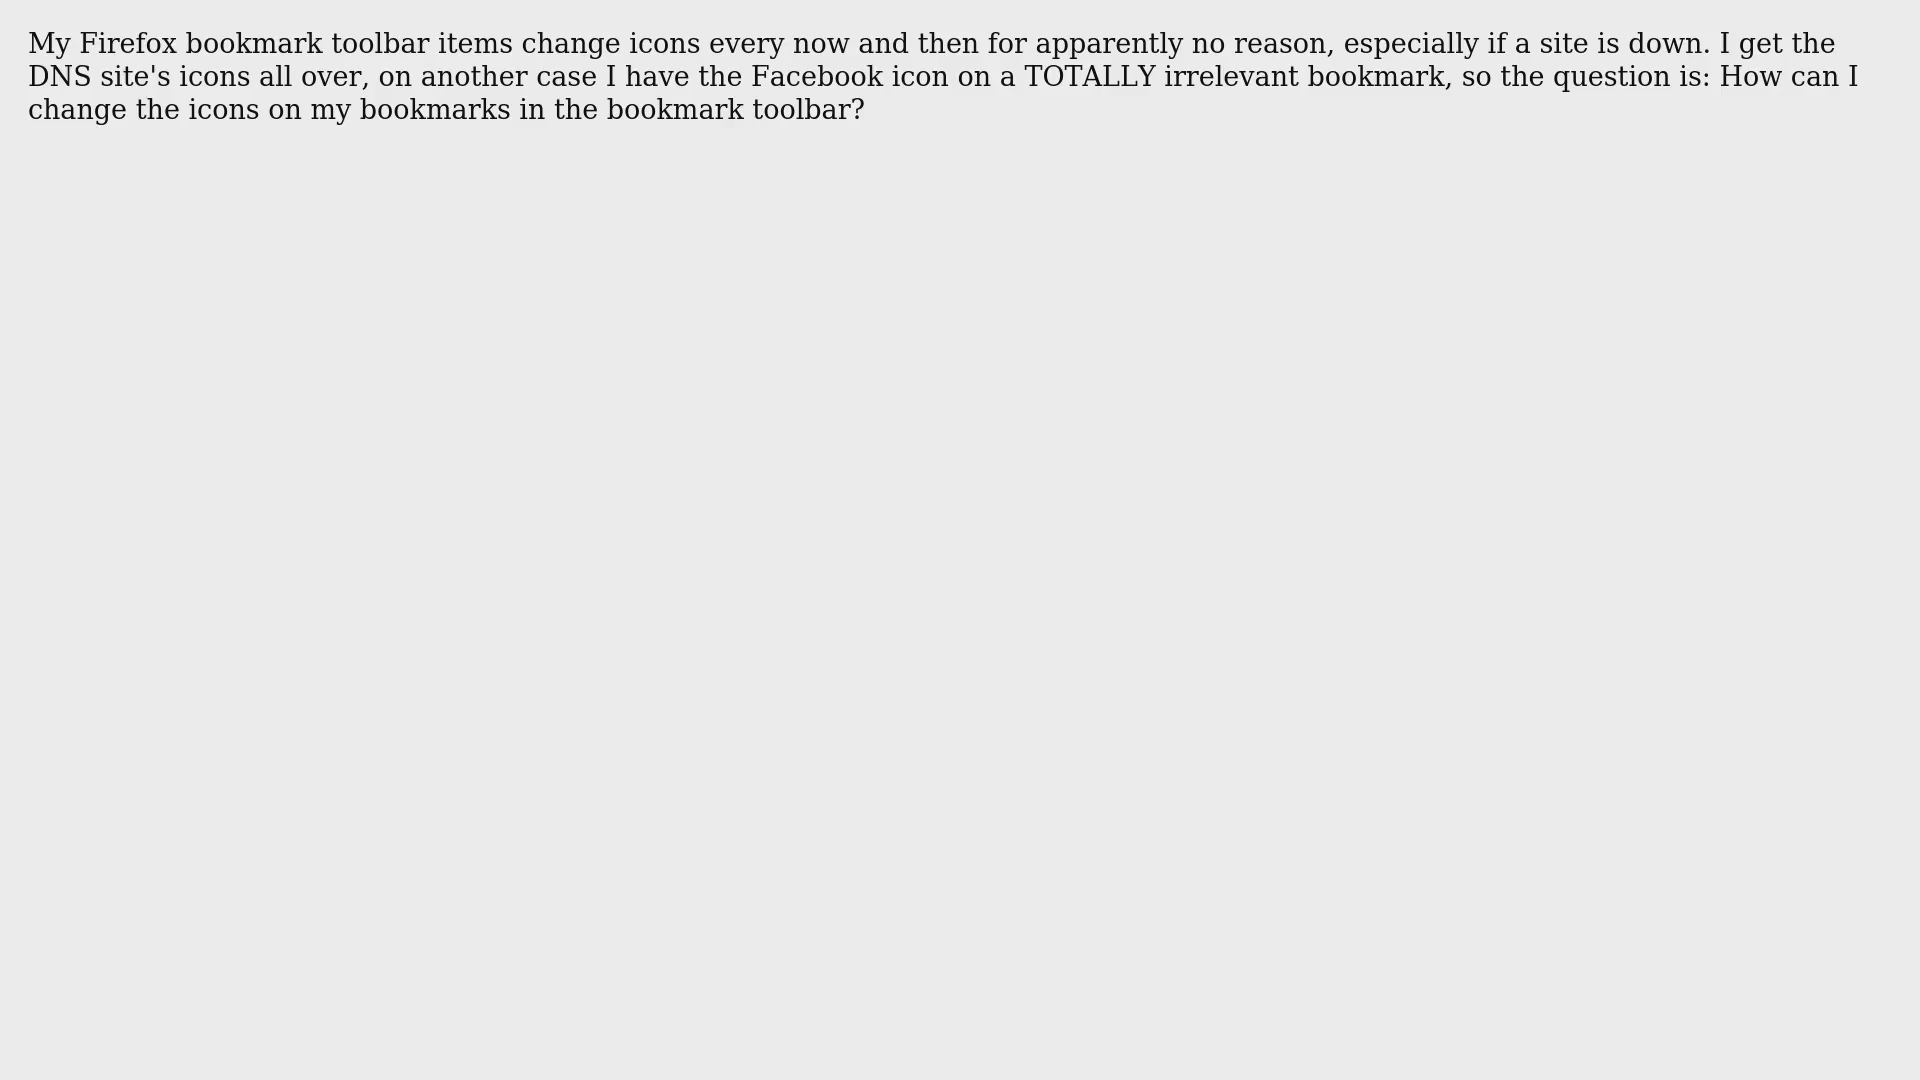 My Firefox bookmark toolbar items change icons every now and then for apparently no reason, especially if a site is down. I get the
DNS site's icons all over, on another case I have the Facebook icon on a TOTALLY irrelevant bookmark, so the question is: How can I
change the icons on my bookmarks in the bookmark toolbar?